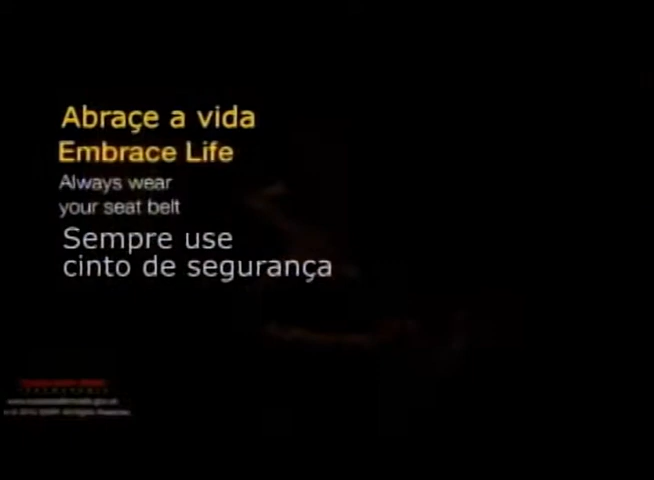 Abraçe a vida
Embrace Life
Always wear
your seat belt
Sempre use
cinto de segurança